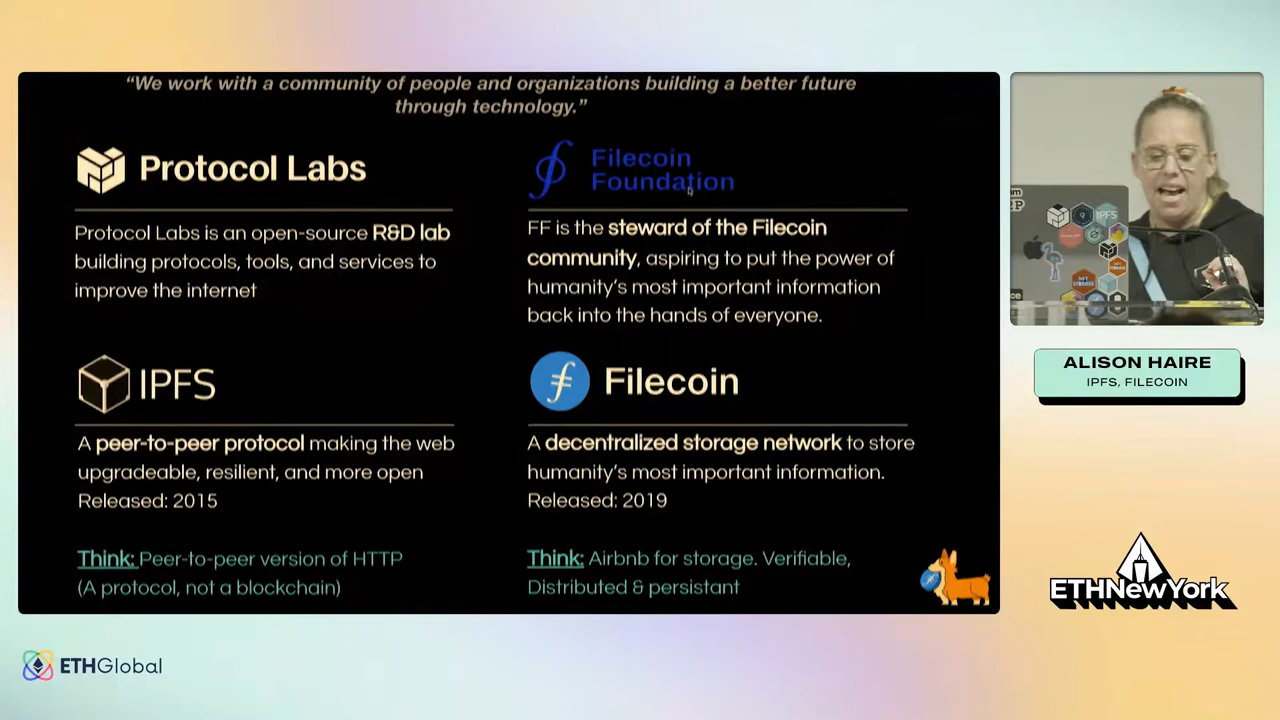 “We work with a community of people and organizations building a better future
through technology.”
Protocol Labs
Protocol Labs is an open-source R&D lab
building protocols, tools, and services to
improve the internet
Filecoin
Foundation
FF is the steward of the Filecoin
community, aspiring to put the power of
humanity’s most important information
back into the hands of everyone.
IPFS
A peer-to-peer protocol making the web
upgradeable, resilient, and more open
Released: 2015
Think: Peer-to-peer version of HTTP
(A protocol, not a blockchain)
Filecoin
A decentralized storage network to store
humanity’s most important information.
Released: 2019
Think: Airbnb for storage. Verifiable,
Distributed & persistant
IPFS
ALISON HAIRE
IPFS, FILECOIN
ETHNewYork
ETHGlobal